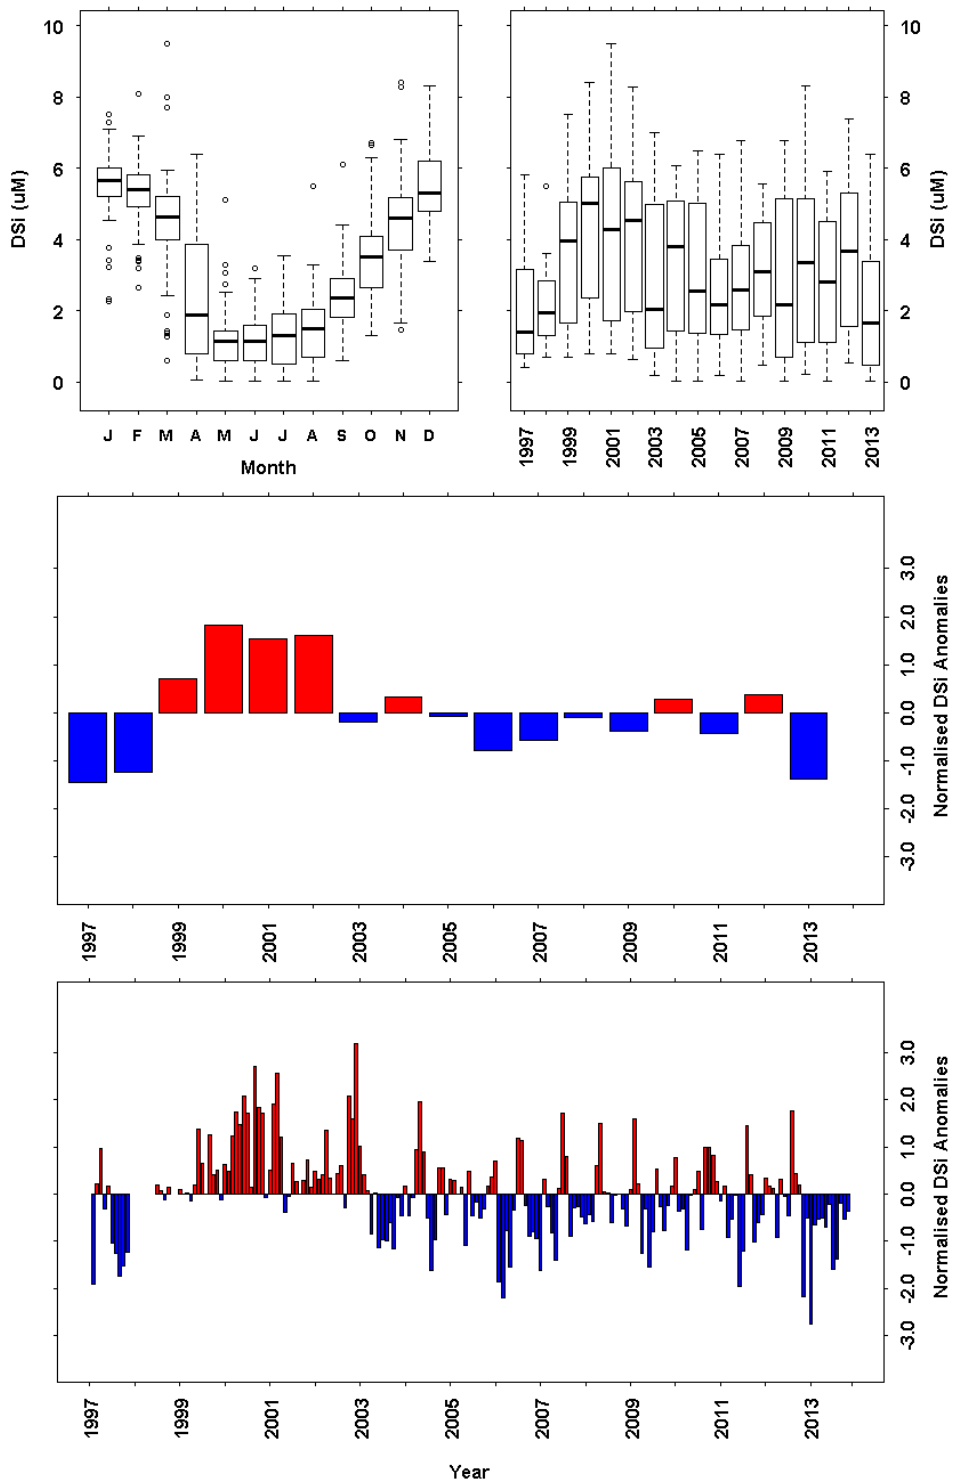 10
8
6
4
2
0
DSi (uM)
J F M A M J J A S O N D
Month
10
8
6
4
2
0
DSi (uM)
1997 1999 2001 2003 2005 2007 2009 2011 2013
3.0
2.0
1.0
0.0
-1.0
-2.0
-3.0
Normalised DSi Anomalies
1997 1999 2001 2003 2005 2007 2009 2011 2013
3.0
2.0
1.0
0.0
-1.0
-2.0
-3.0
Normalised DSi Anomalies
1997 1999 2001 2003 2005 2007 2009 2011 2013
Year